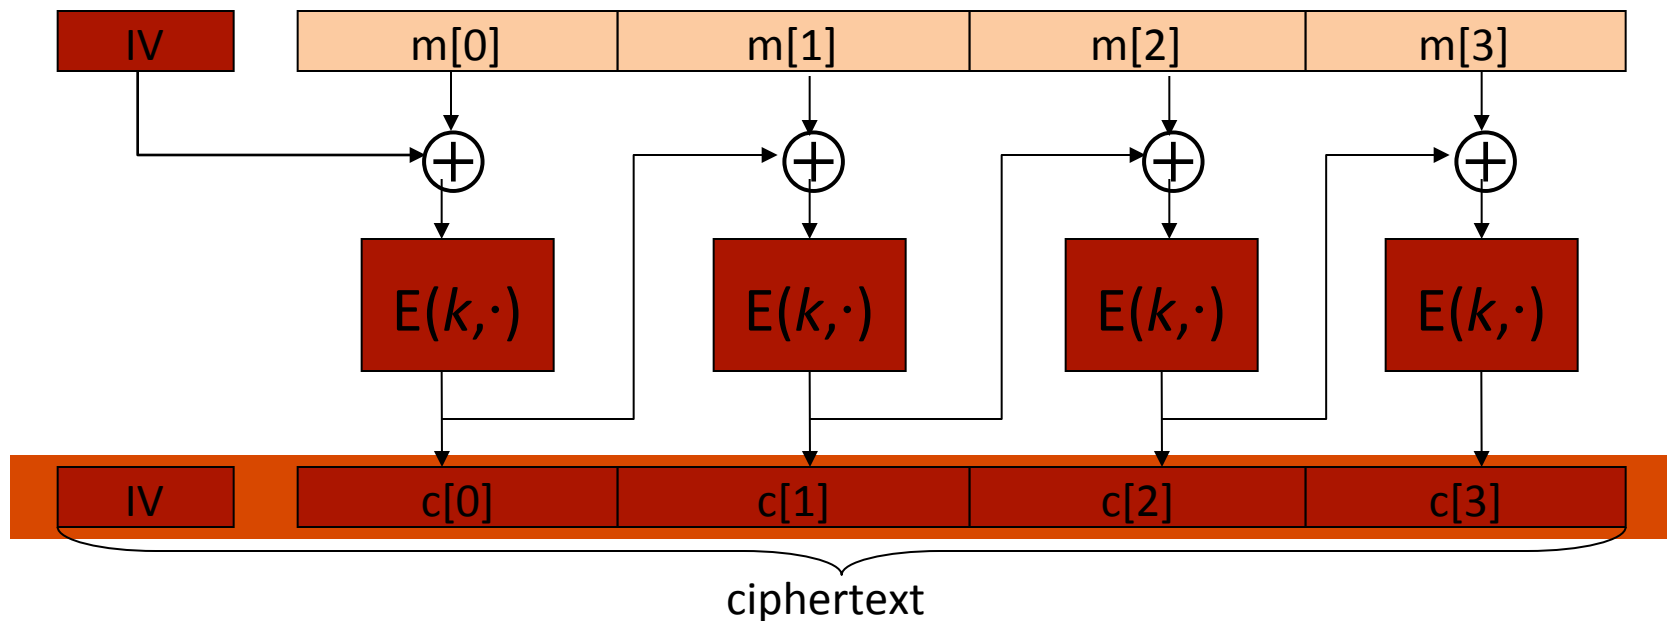 IV m[0] m[1] m[2] m[3]
E(k,·) E(k,·) E(k,·) E(k,·)
IV c[0] c[1] c[2] c[3]
ciphertext